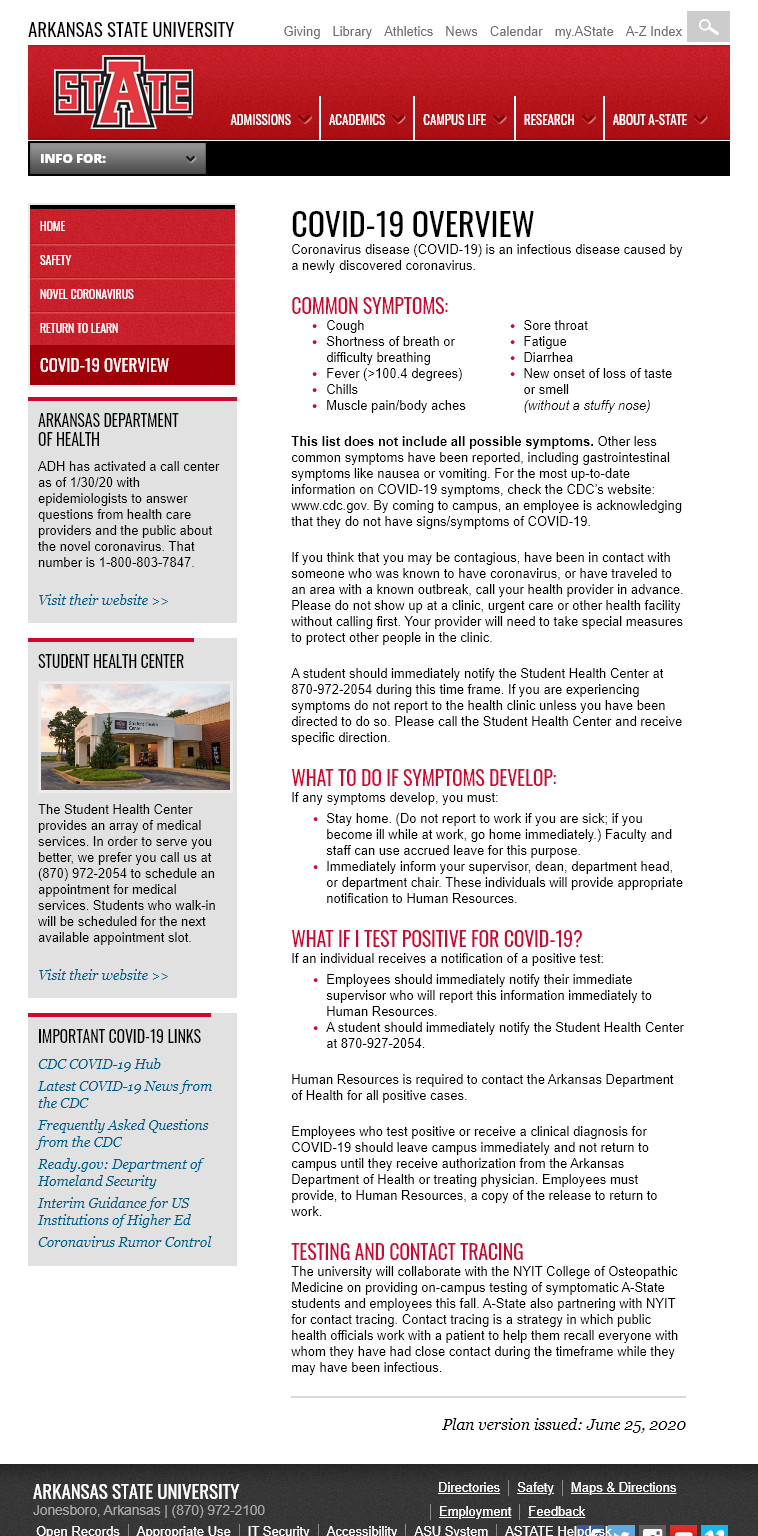 ARKANSAS STATE UNIVERSITY
Giving Library Athletics News Calendar my.AState A-Z Index
STATE
ADMISSIONS ACADEMICS CAMPUS LIFE RESEARCH ABOUT A-STATE
INFO FOR:
HOME
SAFETY
NOVEL CORONAVIRUS
RETURN TO LEARN
COVID-19 OVERVIEW
ARKANSAS DEPARTMENT
OF HEALTH
ADH has activated a call center
as of 1/30/20 with
epidemiologists to answer
questions from health care
providers and the public about
the novel coronavirus. That
number is 1-800-803-7847.
Visit their website >>
STUDENT HEALTH CENTER
Student Health
Center
The Student Health Center
provides an array of medical
services. In order to serve you
better, we prefer you call us at
(870) 972-2054 to schedule an
appointment for medical
services. Students who walk-in
will be scheduled for the next
available appointment slot.
Visit their website >>
IMPORTANT COVID-19 LINKS
CDC COVID-19 Hub
Latest COVID-19 News from
the CDC
Frequently Asked Questions
from the CDC
Ready.gov: Department of
Homeland Security
Interim Guidance for US
Institutions of Higher Ed
Coronavirus Rumor Control
COVID-19 OVERVIEW
Coronavirus disease (COVID-19) is an infectious disease caused by
a newly discovered coronavirus.
COMMON SYMPTOMS:
• Cough
• Shortness of breath or
difficulty breathing
• Fever (>100.4 degrees)
• Chills
• Muscle pain/body aches
• Sore throat
• Fatigue
• Diarrhea
• New onset of loss of taste
or smell
(without a stuffy nose)
This list does not include all possible symptoms. Other less
common symptoms have been reported, including gastrointestinal
symptoms like nausea or vomiting. For the most up-to-date
information on COVID-19 symptoms, check the CDC's website:
www.cdc.gov. By coming to campus, an employee is acknowledging
that they do not have signs/symptoms of COVID-19.
If you think that you may be contagious, have been in contact with
someone who was known to have coronavirus, or have traveled to
an area with a known outbreak, call your health provider in advance.
Please do not show up at a clinic, urgent care or other health facility
without calling first. Your provider will need to take special measures
to protect other people in the clinic.
A student should immediately notify the Student Health Center at
870-972-2054 during this time frame. If you are experiencing
symptoms do not report to the health clinic unless you have been
directed to do so. Please call the Student Health Center and receive
specific direction.
WHAT TO DO IF SYMPTOMS DEVELOP:
If any symptoms develop, you must:
• Stay home. (Do not report to work if you are sick; if you
become ill while at work, go home immediately.) Faculty and
staff can use accrued leave for this purpose.
• Immediately inform your supervisor, dean, department head,
or department chair. These individuals will provide appropriate
notification to Human Resources.
WHAT IF I TEST POSITIVE FOR COVID-19?
If an individual receives a notification of a positive test:
• Employees should immediately notify their immediate
supervisor who will report this information immediately to
Human Resources.
• A student should immediately notify the Student Health Center
at 870-927-2054.
Human Resources is required to contact the Arkansas Department
of Health for all positive cases.
Employees who test positive or receive a clinical diagnosis for
COVID-19 should leave campus immediately and not return to
campus until they receive authorization from the Arkansas
Department of Health or treating physician. Employees must
provide, to Human Resources, a copy of the release to return to
work.
TESTING AND CONTACT TRACING
The university will collaborate with the NYIT College of Osteopathic
Medicine on providing on-campus testing of symptomatic A-State
students and employees this fall. A-State also partnering with NYIT
for contact tracing. Contact tracing is a strategy in which public
health officials work with a patient to help them recall everyone with
whom they have had close contact during the timeframe while they
may have been infectious.
Plan version issued: June 25, 2020
ARKANSAS STATE UNIVERSITY
Jonesboro, Arkansas | (870) 972-2100
Directories Safety Maps & Directions
Employment Feedback
Open Records Appropriate Use IT Security Accessibility ASU System ASTATE Helpdesk